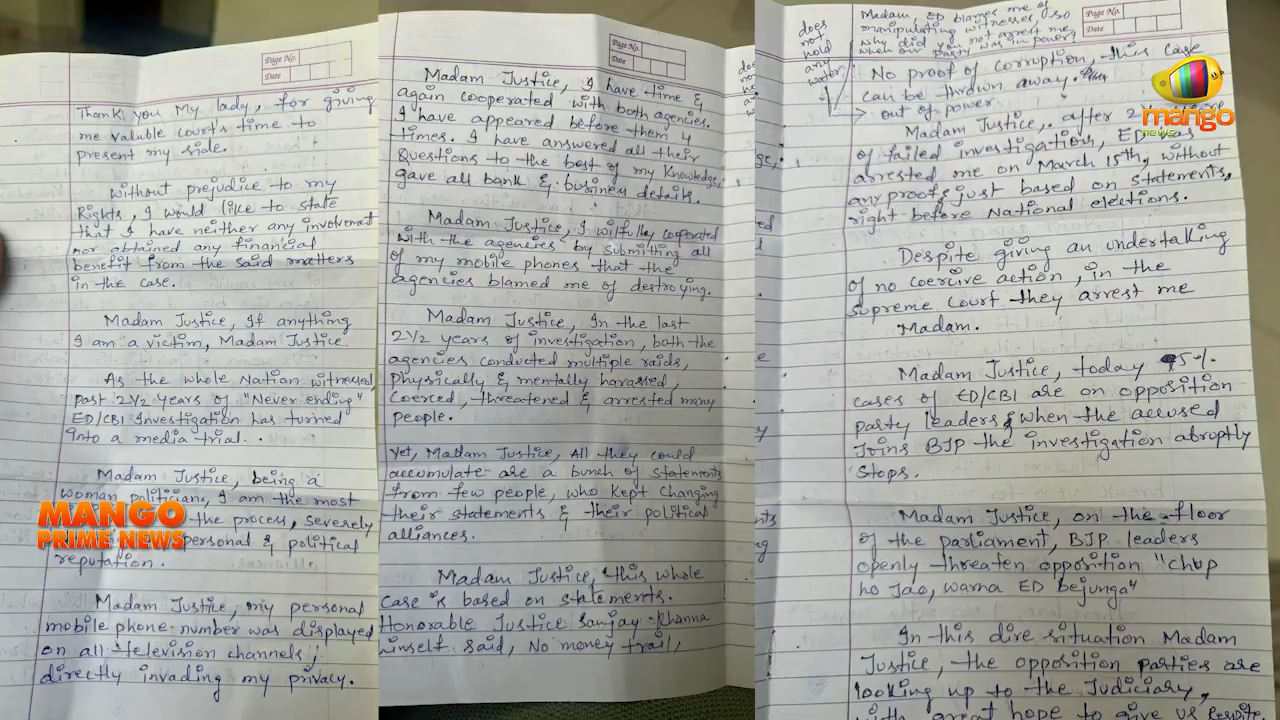 Page No.
Date
Thank you My lady, for giving
me valuable court's time to
present my side.
Without prejudice to my
Rights, I would like to state
that I have neither any involvement
nor obtained any financial
benefit from the said matters
in the case.
Madam Justice, If anything
I am a victim, Madam Justice.
As the whole Nation witnessed,
past 2 1/2 years of "Never ending"
ED/CBI Investigation has turned
into a media trial.
Madam Justice, being a
woman politician, I am the most
the process, severely
personal & political
reputation.
Madam Justice, my personal
mobile phone number was displayed
on all television channels,
directly invading my privacy.
MANGO
PRIME NEWS
Page No.
Date
Madam Justice, I have time &
again cooperated with both agencies.
I have appeared before them 4
times. I have answered all their
Questions to the best of my knowledge,
gave all bank & business details.
Madam Justice, I wilfully cooperated
with the agencies by submitting all
of my mobile phones that the
agencies blamed me of destroying.
Madam Justice, In the last
2 1/2 years of investigation, both the
agencies conducted multiple raids,
physically & mentally harassed,
coerced, threatened & arrested many
people.
Yet, Madam Justice, All they could
accumulate are a bunch of statements
from few people, who kept changing
their statements & their political
alliances.
Madam Justice, this whole
case is based on statements.
Honorable Justice Sanjay Khanna
himself said, No money trail,
Page No.
Date
does
not
hold
any
water
Madam, ED blames me of
manipulating witnesses, so
why did you not arrest me
when our party was in power
No proof of corruption, this case
can be thrown away.
out of power
Madam Justice, after 2
of failed investigation, ED has
arrested me on March 15th, without
any proofs just based on statements,
right before National elections.
Despite giving an undertaking
of no coercive action, in the
Supreme Court they arrest me
Madam.
Madam Justice, today 95%
cases of ED/CBI are on opposition
party leaders & when the accused
Joins BJP the investigation abruptly
stops.
Madam Justice, on the floor
of the parliament, BJP leaders
openly threaten opposition "chup
ho Jao, warna ED bejunga"
In this dire situation Madam
Justice, the opposition parties are
looking up to the Judiciary,
with great hope to give us Respite
mango
news